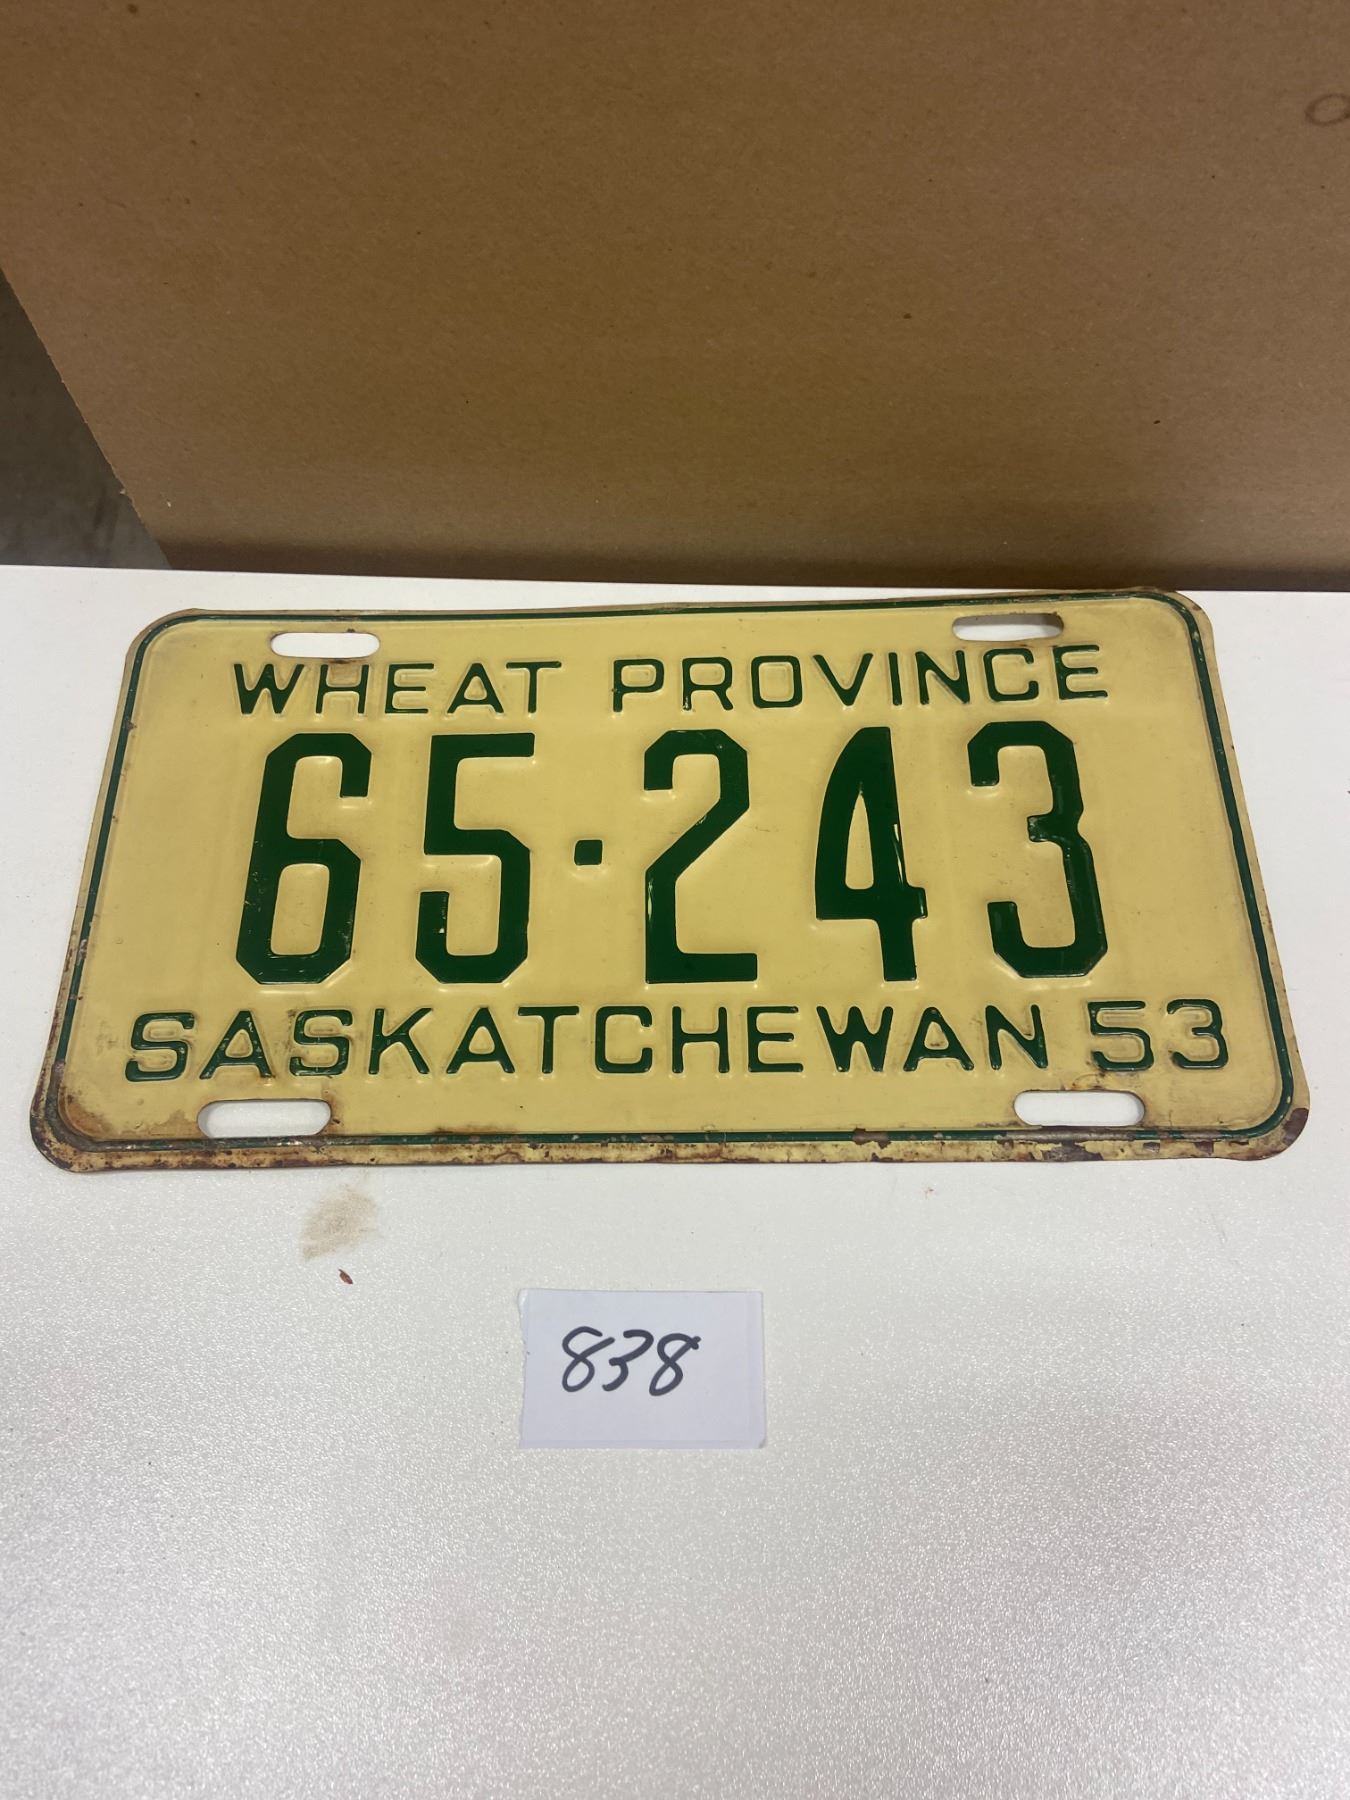 WHEAT PROVINCE
65·243
SASKATCHEWAN 53
838